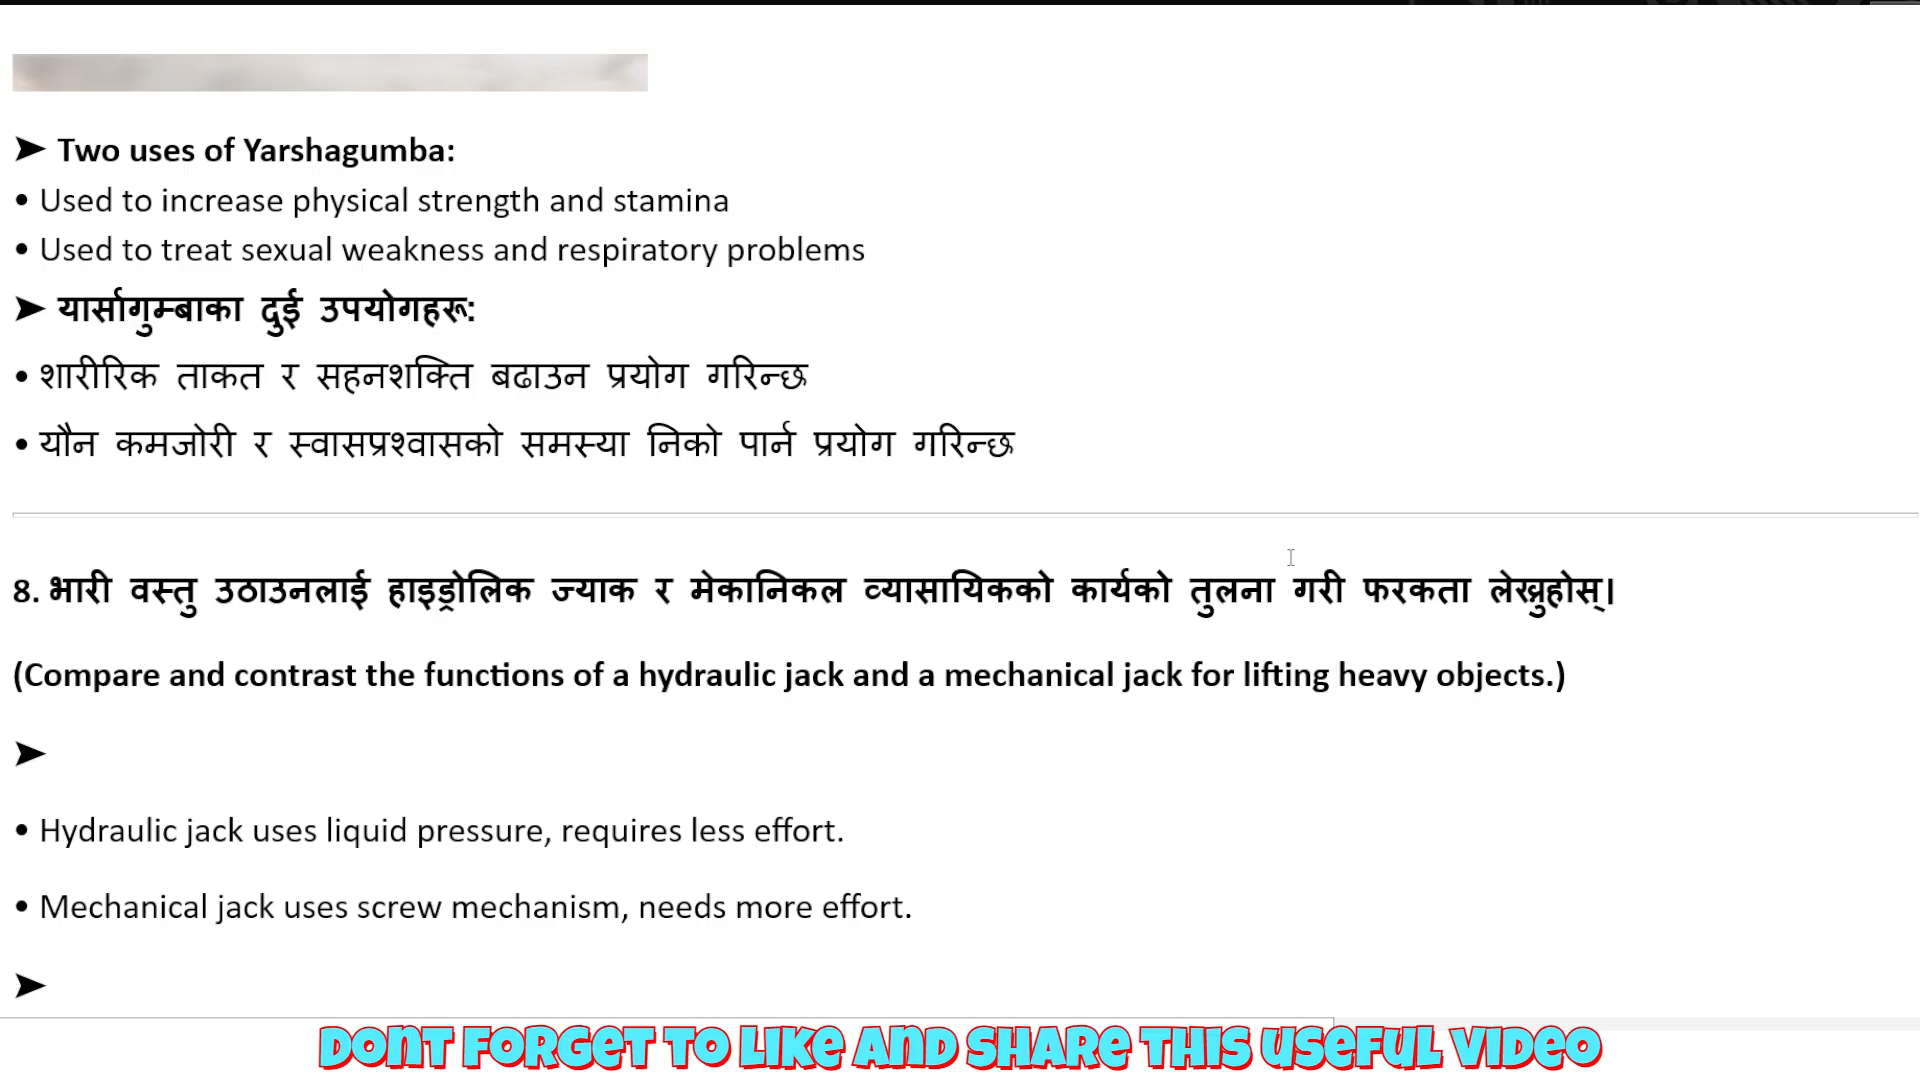 ➤ Two uses of Yarshagumba:
• Used to increase physical strength and stamina
• Used to treat sexual weakness and respiratory problems
➤ यार्सागुम्बाका दुई उपयोगहरू:
• शारीरिक ताकत र सहनशक्ति बढाउन प्रयोग गरिन्छ
• यौन कमजोरी र स्वासप्रश्वासको समस्या निको पार्न प्रयोग गरिन्छ
8. भारी वस्तु उठाउनलाई हाइड्रोलिक ज्याक र मेकानिकल व्यासायिकको कार्यको तुलना गरी फरकता लेख्नुहोस्।
(Compare and contrast the functions of a hydraulic jack and a mechanical jack for lifting heavy objects.)
➤
• Hydraulic jack uses liquid pressure, requires less effort.
• Mechanical jack uses screw mechanism, needs more effort.
➤
DONT FORGET TO LIKE AND SHARE THIS USEFUL VIDEO